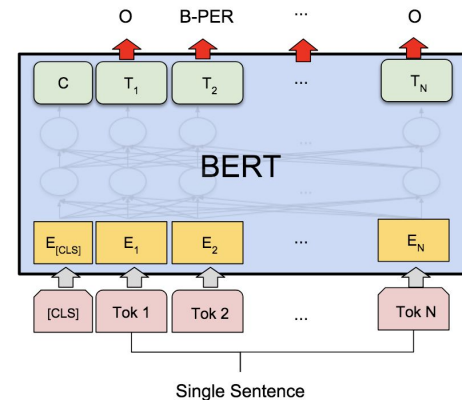 O B-PER ... O
C T1 T2 ... TN
...
BERT
...
E[CLS] E1 E2 ... EN
[CLS] Tok 1 Tok 2 ... Tok N
Single Sentence